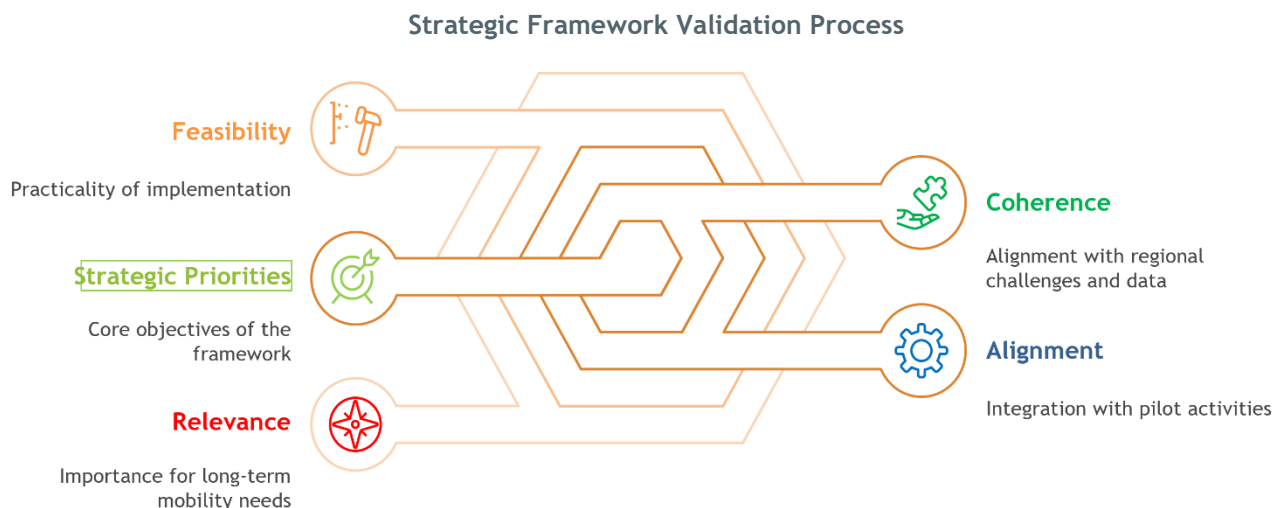 Strategic Framework Validation Process
Feasibility
Practicality of implementation
Strategic Priorities
Core objectives of the
framework
Relevance
Importance for long-term
mobility needs
Coherence
Alignment with regional
challenges and data
Alignment
Integration with pilot activities